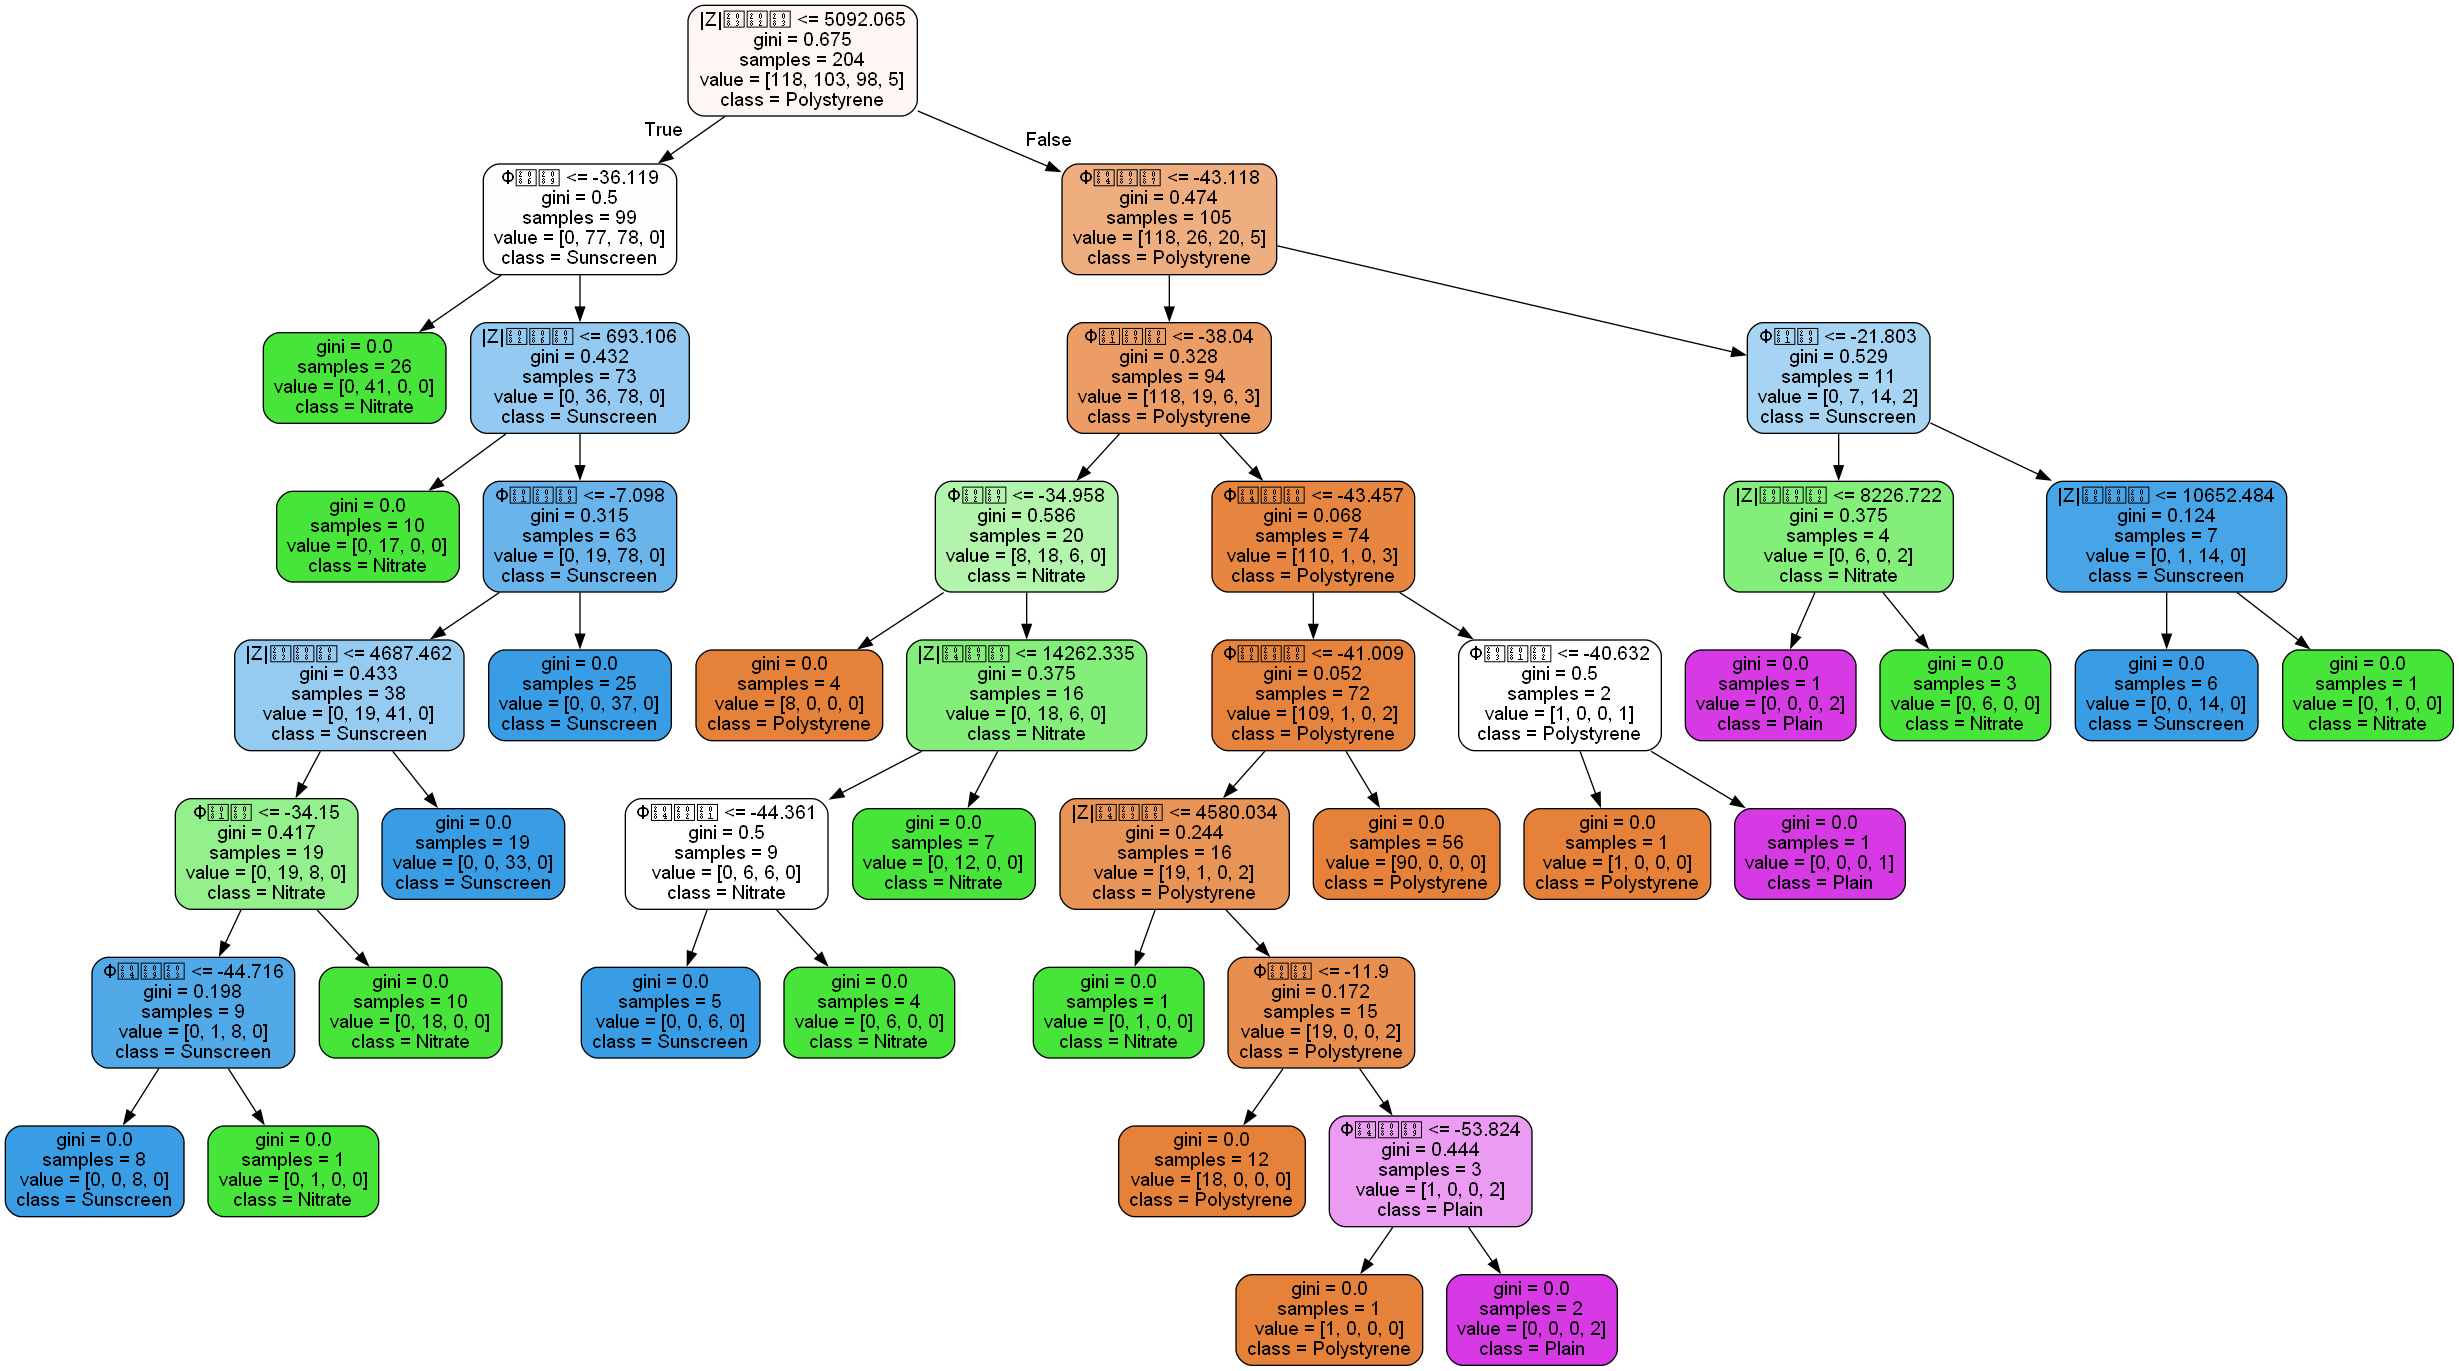 |Z| <= 5092.065
gini = 0.675
samples = 204
value = [118, 103, 98, 5]
class = Polystyrene
True
False
Φ <= -36.119
gini = 0.5
samples = 99
value = [0, 77, 78, 0]
class = Sunscreen
Φ <= -43.118
gini = 0.474
samples = 105
value = [118, 26, 20, 5]
class = Polystyrene
gini = 0.0
samples = 26
value = [0, 41, 0, 0]
class = Nitrate
|Z| <= 693.106
gini = 0.432
samples = 73
value = [0, 36, 78, 0]
class = Sunscreen
Φ <= -38.04
gini = 0.328
samples = 94
value = [118, 19, 6, 3]
class = Polystyrene
Φ <= -21.803
gini = 0.529
samples = 11
value = [0, 7, 14, 2]
class = Sunscreen
gini = 0.0
samples = 10
value = [0, 17, 0, 0]
class = Nitrate
Φ <= -7.098
gini = 0.315
samples = 63
value = [0, 19, 78, 0]
class = Sunscreen
Φ <= -34.958
gini = 0.586
samples = 20
value = [8, 18, 6, 0]
class = Nitrate
Φ <= -43.457
gini = 0.068
samples = 74
value = [110, 1, 0, 3]
class = Polystyrene
|Z| <= 8226.722
gini = 0.375
samples = 4
value = [0, 6, 0, 2]
class = Nitrate
|Z| <= 10652.484
gini = 0.124
samples = 7
value = [0, 1, 14, 0]
class = Sunscreen
|Z| <= 4687.462
gini = 0.433
samples = 38
value = [0, 19, 41, 0]
class = Sunscreen
gini = 0.0
samples = 25
value = [0, 0, 37, 0]
class = Sunscreen
gini = 0.0
samples = 4
value = [8, 0, 0, 0]
class = Polystyrene
|Z| <= 14262.335
gini = 0.375
samples = 16
value = [0, 18, 6, 0]
class = Nitrate
Φ <= -41.009
gini = 0.052
samples = 72
value = [109, 1, 0, 2]
class = Polystyrene
Φ <= -40.632
gini = 0.5
samples = 2
value = [1, 0, 0, 1]
class = Polystyrene
gini = 0.0
samples = 1
value = [0, 0, 0, 2]
class = Plain
gini = 0.0
samples = 3
value = [0, 6, 0, 0]
class = Nitrate
gini = 0.0
samples = 6
value = [0, 0, 14, 0]
class = Sunscreen
gini = 0.0
samples = 1
value = [0, 1, 0, 0]
class = Nitrate
Φ <= -34.15
gini = 0.417
samples = 19
value = [0, 19, 8, 0]
class = Nitrate
gini = 0.0
samples = 19
value = [0, 0, 33, 0]
class = Sunscreen
Φ <= -44.361
gini = 0.5
samples = 9
value = [0, 6, 6, 0]
class = Nitrate
gini = 0.0
samples = 7
value = [0, 12, 0, 0]
class = Nitrate
|Z| <= 4580.034
gini = 0.244
samples = 16
value = [19, 1, 0, 2]
class = Polystyrene
gini = 0.0
samples = 56
value = [90, 0, 0, 0]
class = Polystyrene
gini = 0.0
samples = 1
value = [1, 0, 0, 0]
class = Polystyrene
gini = 0.0
samples = 1
value = [0, 0, 0, 1]
class = Plain
Φ <= -44.716
gini = 0.198
samples = 9
value = [0, 1, 8, 0]
class = Sunscreen
gini = 0.0
samples = 10
value = [0, 18, 0, 0]
class = Nitrate
gini = 0.0
samples = 5
value = [0, 0, 6, 0]
class = Sunscreen
gini = 0.0
samples = 4
value = [0, 6, 0, 0]
class = Nitrate
gini = 0.0
samples = 1
value = [0, 1, 0, 0]
class = Nitrate
Φ <= -11.9
gini = 0.172
samples = 15
value = [19, 0, 0, 2]
class = Polystyrene
gini = 0.0
samples = 8
value = [0, 0, 8, 0]
class = Sunscreen
gini = 0.0
samples = 1
value = [0, 1, 0, 0]
class = Nitrate
gini = 0.0
samples = 12
value = [18, 0, 0, 0]
class = Polystyrene
Φ <= -53.824
gini = 0.444
samples = 3
value = [1, 0, 0, 2]
class = Plain
gini = 0.0
samples = 1
value = [1, 0, 0, 0]
class = Polystyrene
gini = 0.0
samples = 2
value = [0, 0, 0, 2]
class = Plain